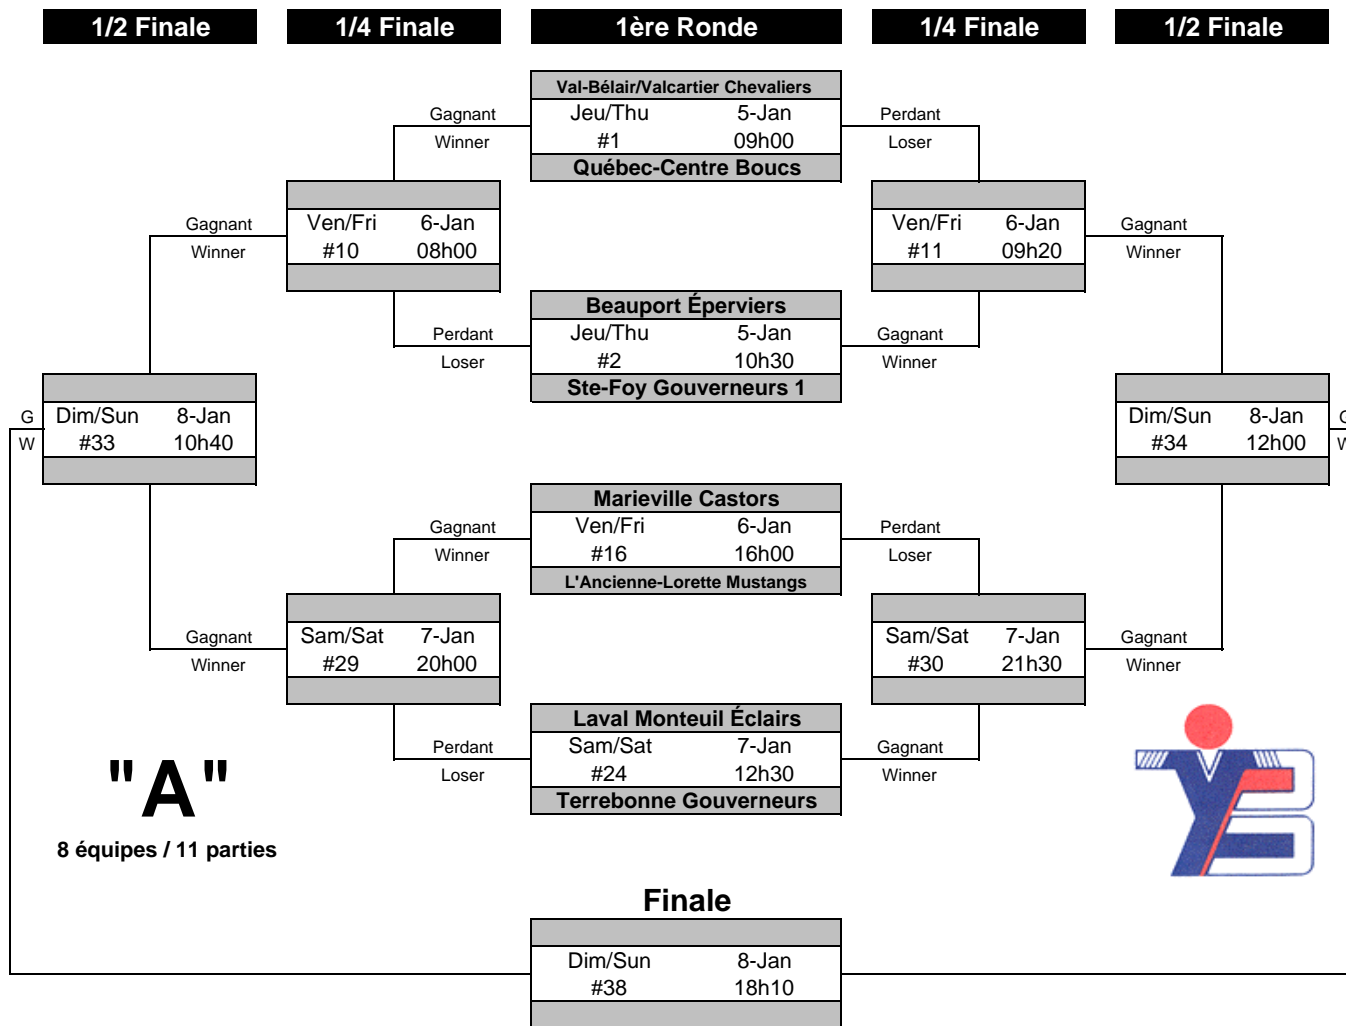 1/2 Finale 1/4 Finale 1ère Ronde 1/4 Finale 1/2 Finale
Val-Bélair/Valcartier Chevaliers
Gagnant Jeu/Thu 5-Jan Perdant
Winner #1 09h00 Loser
Québec-Centre Boucs
Gagnant Ven/Fri 6-Jan Ven/Fri 6-Jan Gagnant
Winner #10 08h00 #11 09h20 Winner
Beauport Éperviers
Perdant Jeu/Thu 5-Jan Gagnant
Loser #2 10h30 Winner
Ste-Foy Gouverneurs 1
G Dim/Sun 8-Jan Dim/Sun 8-Jan
W #33 10h40 #34 12h00
Marieville Castors
Gagnant Ven/Fri 6-Jan Perdant
Winner #16 16h00 Loser
L'Ancienne-Lorette Mustangs
Gagnant Sam/Sat 7-Jan Sam/Sat 7-Jan Gagnant
Winner #29 20h00 #30 21h30 Winner
Laval Monteuil Éclairs
Perdant Sam/Sat 7-Jan Gagnant
Loser #24 12h30 Winner
Terrebonne Gouverneurs
"A"
8 équipes / 11 parties
Finale
Dim/Sun 8-Jan
#38 18h10